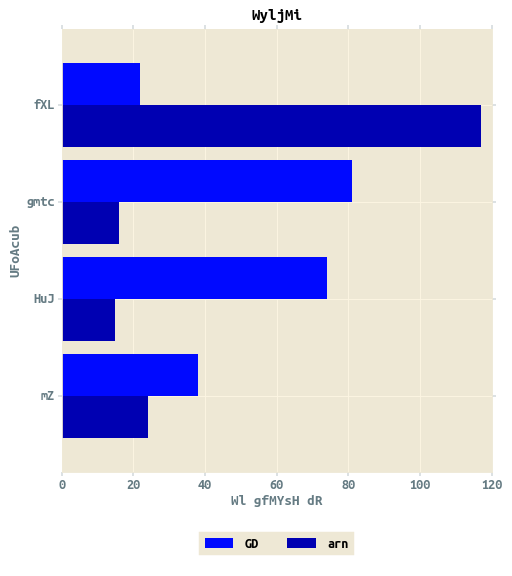 WyljMi
UFoAcub
fXL
gmtc
HuJ
mZ
0 20 40 60 80 100 120
Wl gfMYsH dR
GD arn